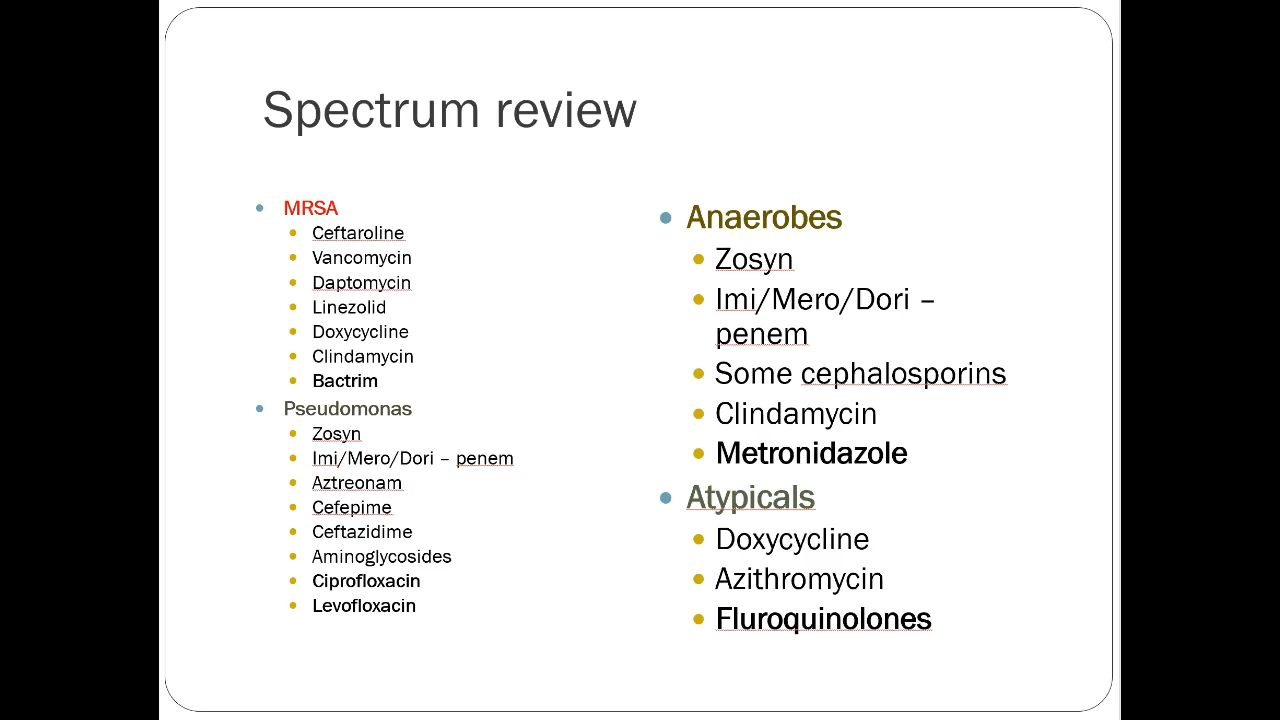 Spectrum review
MRSA
Ceftaroline
Vancomycin
Daptomycin
Linezolid
Doxycycline
Clindamycin
Bactrim
Pseudomonas
Zosyn
Imi/Mero/Dori – penem
Aztreonam
Cefepime
Ceftazidime
Aminoglycosides
Ciprofloxacin
Levofloxacin
Anaerobes
Zosyn
Imi/Mero/Dori –
penem
Some cephalosporins
Clindamycin
Metronidazole
Atypicals
Doxycycline
Azithromycin
Fluroquinolones